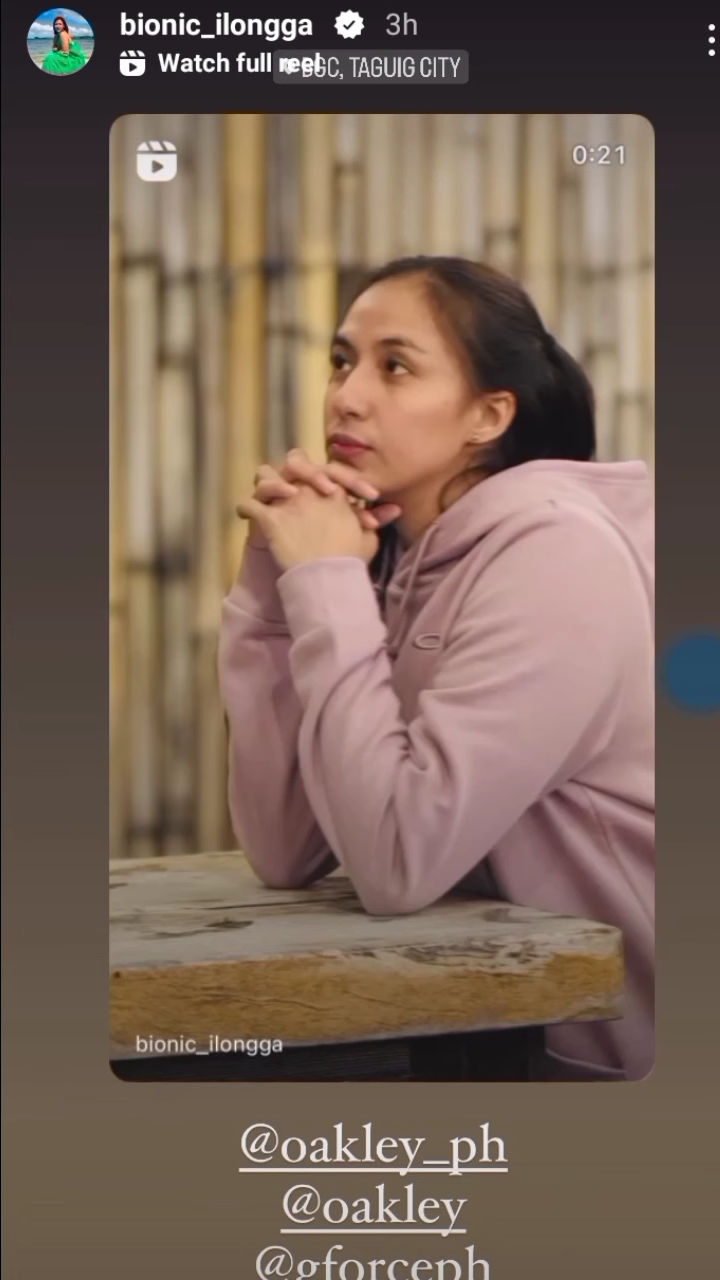 bionic_ilongga 3h
Watch full reel
BGC, TAGUIG CITY
0:21
bionic_ilongga
@oakley_ph
@oakley
@gforceph